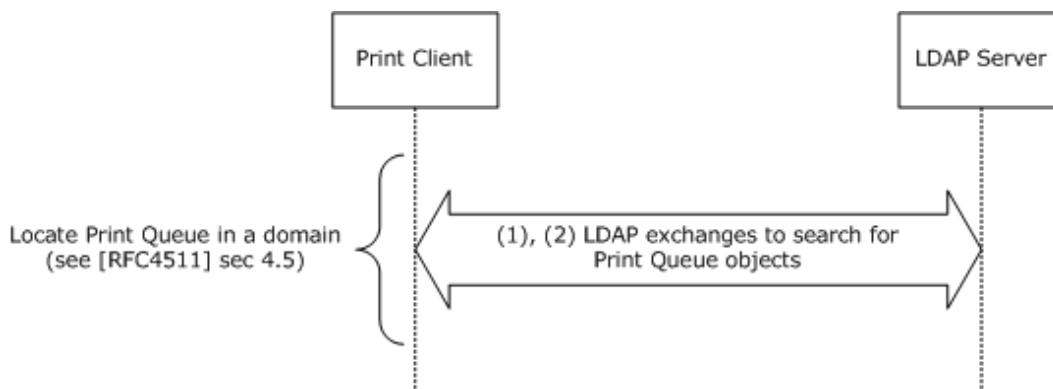 Print Client
LDAP Server
Locate Print Queue in a domain
(see [RFC4511] sec 4.5)
(1), (2) LDAP exchanges to search for
Print Queue objects